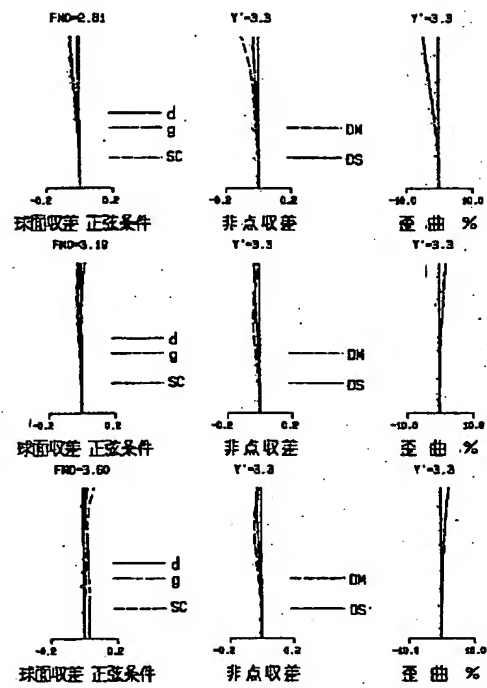 FNO=2.81 Y'=3.3 Y'=3.3
d
g DM
SC DS
-0.2 0.2 -0.2 0.2 -10.0 10.0
球面収差 正弦条件 非点収差 歪曲 %
FNO=3.19 Y'=3.3 Y'=3.3
d
g DM
SC DS
-0.2 0.2 -0.2 0.2 -10.0 10.0
球面収差 正弦条件 非点収差 歪曲 %
FNO=3.60 Y'=3.3 Y'=3.3
d
g DM
SC DS
-0.2 0.2 -0.2 0.2 -10.0 10.0
球面収差 正弦条件 非点収差 歪曲 %